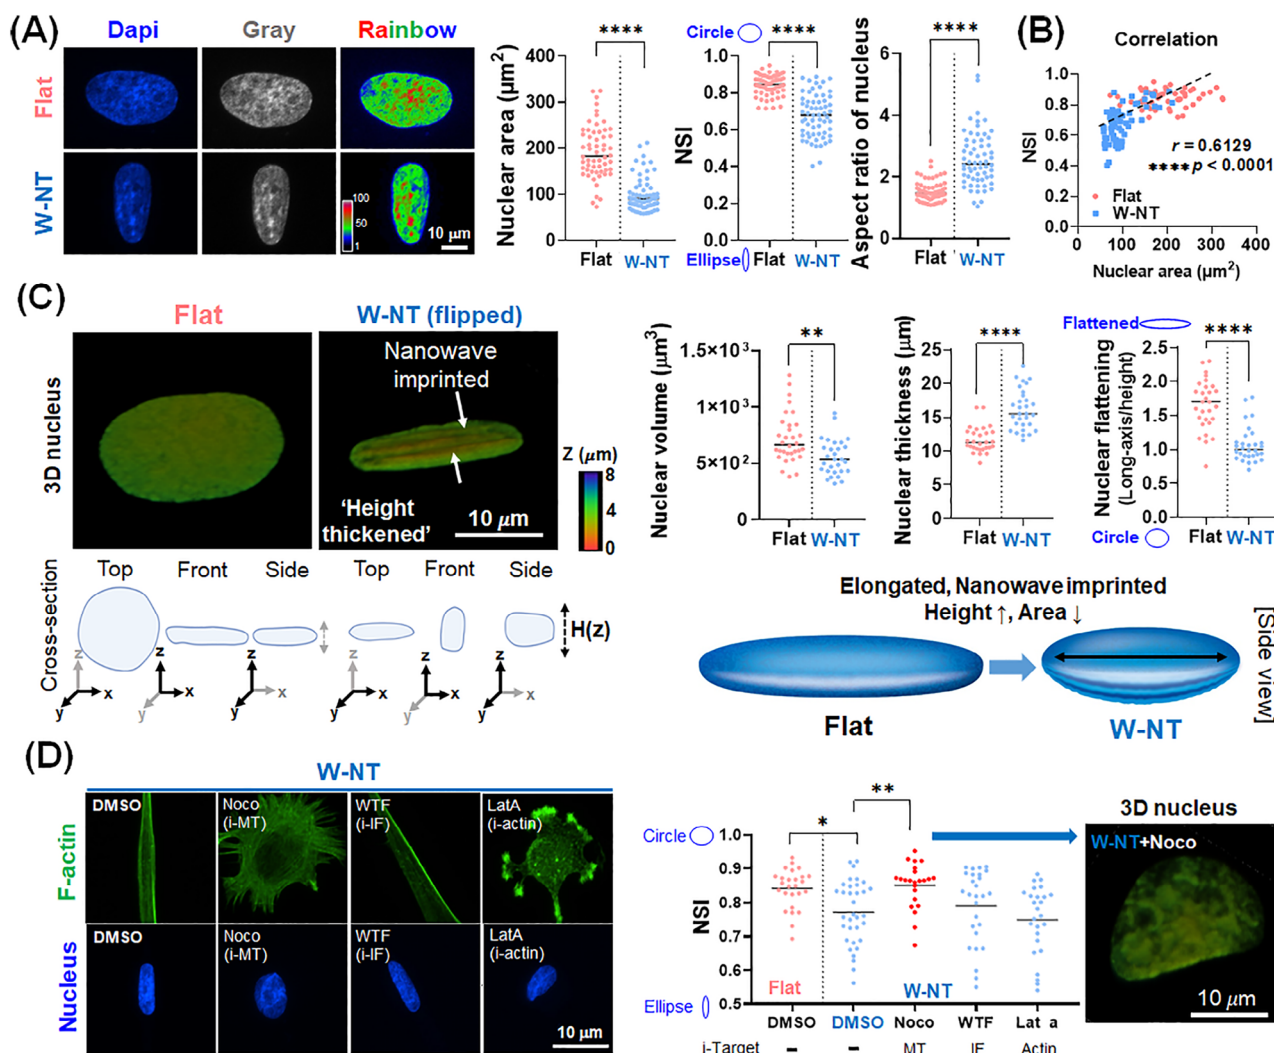 (A)
Dapi
Gray
Rainbow
Flat
W-NT
100
50
1
10 μm
Nuclear area (μm²)
400
300
200
100
0
****
Flat
W-NT
Circle
****
NSI
1.0
0.8
0.6
0.4
0.2
0.0
Ellipse
Flat
W-NT
Aspect ratio of nucleus
6
4
2
0
****
Flat
W-NT
(B)
Correlation
NSI
1.0
0.8
0.6
0.4
0.2
0.0
r = 0.6129
**** p < 0.0001
Flat
W-NT
0 100 200 300 400
Nuclear area (μm²)
(C)
Flat
W-NT (flipped)
3D nucleus
Nanowave
imprinted
'Height
thickened'
10 μm
Z (μm)
8
4
0
Cross-section
Top Front Side
Top Front Side
H(z)
z x y
z x y
z x y
z x y
z x y
z x y
Nuclear volume (μm³)
1.5×10³
1×10³
5×10²
0
**
Flat W-NT
Nuclear thickness (μm)
25
20
15
10
5
0
****
Flat W-NT
Flattened
****
Nuclear flattening
(Long-axis/height)
2.5
2.0
1.5
1.0
0.5
0.0
Circle
Flat W-NT
Elongated, Nanowave imprinted
Height ↑, Area ↓
Flat
W-NT
[Side view]
(D)
W-NT
F-actin
DMSO
Noco
(i-MT)
WTF
(i-IF)
LatA
(i-actin)
Nucleus
DMSO
Noco
(i-MT)
WTF
(i-IF)
LatA
(i-actin)
10 μm
Circle
NSI
1.0
0.9
0.8
0.7
0.6
0.5
Ellipse
*
**
Flat
W-NT
DMSO DMSO Noco WTF Lat a
i-Target – – MT IF Actin
3D nucleus
W-NT+Noco
10 μm